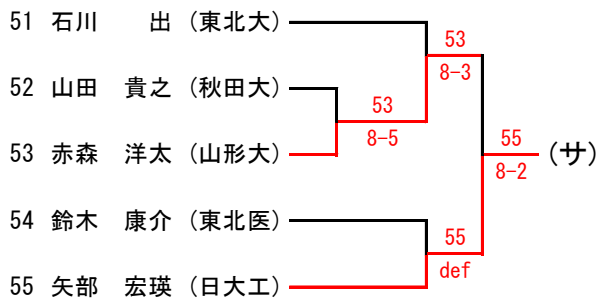 51 石川 出 (東北大)
53
8-3
52 山田 貴之 (秋田大)
53
8-5
53 赤森 洋太 (山形大)
55
8-2
(サ)
54 鈴木 康介 (東北医)
55
def
55 矢部 宏瑛 (日大工)